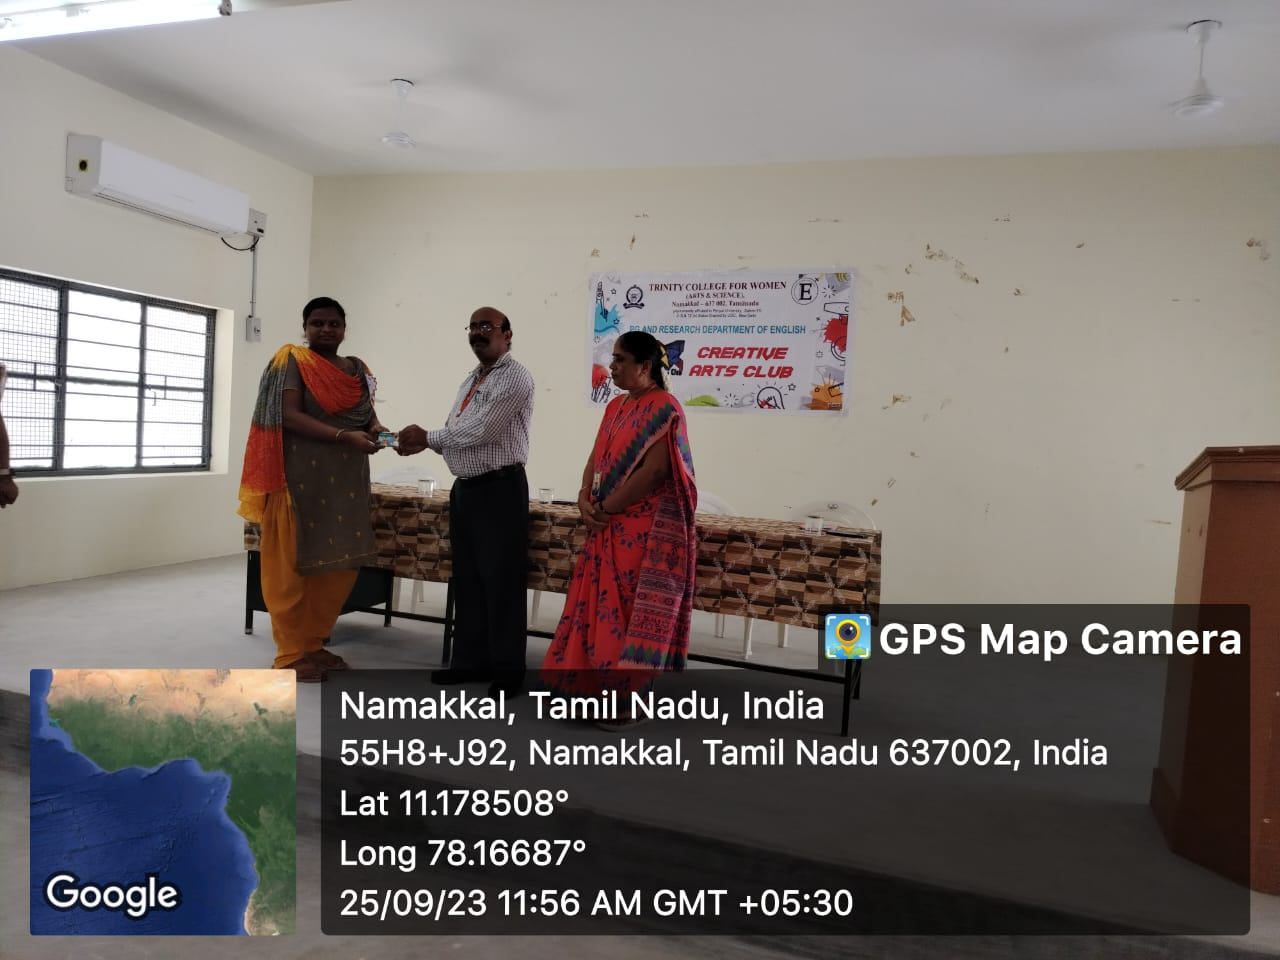 TRINITY COLLEGE FOR WOMEN
(ARTS & SCIENCE),
Namakkal – 637 002. Tamilnadu
E
PG AND RESEARCH DEPARTMENT OF ENGLISH
CREATIVE
ARTS CLUB
GPS Map Camera
Namakkal, Tamil Nadu, India
55H8+J92, Namakkal, Tamil Nadu 637002, India
Lat 11.178508°
Long 78.16687°
25/09/23 11:56 AM GMT +05:30
Google